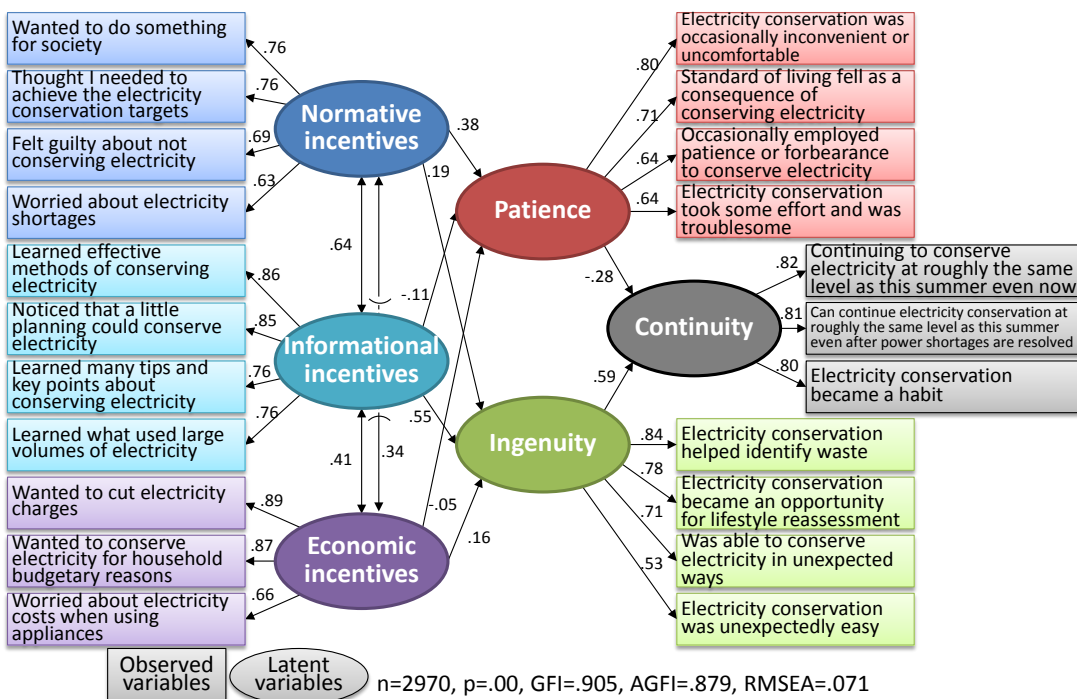 Wanted to do something
for society
Thought I needed to
achieve the electricity
conservation targets
Felt guilty about not
conserving electricity
Worried about electricity
shortages
Learned effective
methods of conserving
electricity
Noticed that a little
planning could conserve
electricity
Learned many tips and
key points about
conserving electricity
Learned what used large
volumes of electricity
Wanted to cut electricity
charges
Wanted to conserve
electricity for household
budgetary reasons
Worried about electricity
costs when using
appliances
.76
.76
.69
.63
.86
.85
.76
.76
.89
.87
.66
Normative
incentives
Informational
incentives
Economic
incentives
.64
.41
.34
.38
.19
-.11
.55
-.05
.16
Patience
Ingenuity
-.28
.59
Continuity
.80
.71
.64
.64
Electricity conservation was
occasionally inconvenient or
uncomfortable
Standard of living fell as a
consequence of
conserving electricity
Occasionally employed
patience or forbearance
to conserve electricity
Electricity conservation
took some effort and was
troublesome
.82
.81
.80
Continuing to conserve
electricity at roughly the same
level as this summer even now
Can continue electricity conservation at
roughly the same level as this summer
even after power shortages are resolved
Electricity conservation
became a habit
.84
.78
.71
.53
Electricity conservation
helped identify waste
Electricity conservation
became an opportunity
for lifestyle reassessment
Was able to conserve
electricity in unexpected
ways
Electricity conservation
was unexpectedly easy
Observed
variables
Latent
variables
n=2970, p=.00, GFI=.905, AGFI=.879, RMSEA=.071